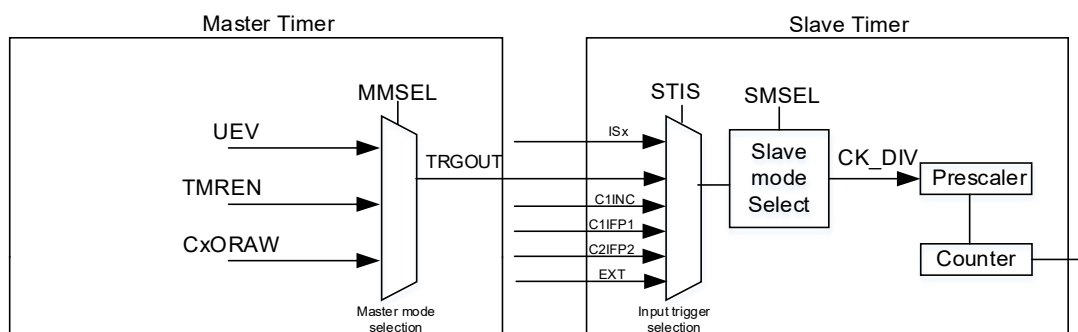 Master Timer
Slave Timer
MMSEL
STIS
SMSEL
UEV
TMREN
CxORAW
TRGOUT
ISx
C1INC
C1IFP1
C2IFP2
EXT
Slave
mode
Select
CK_DIV
Prescaler
Counter
Master mode
selection
Input trigger
selection